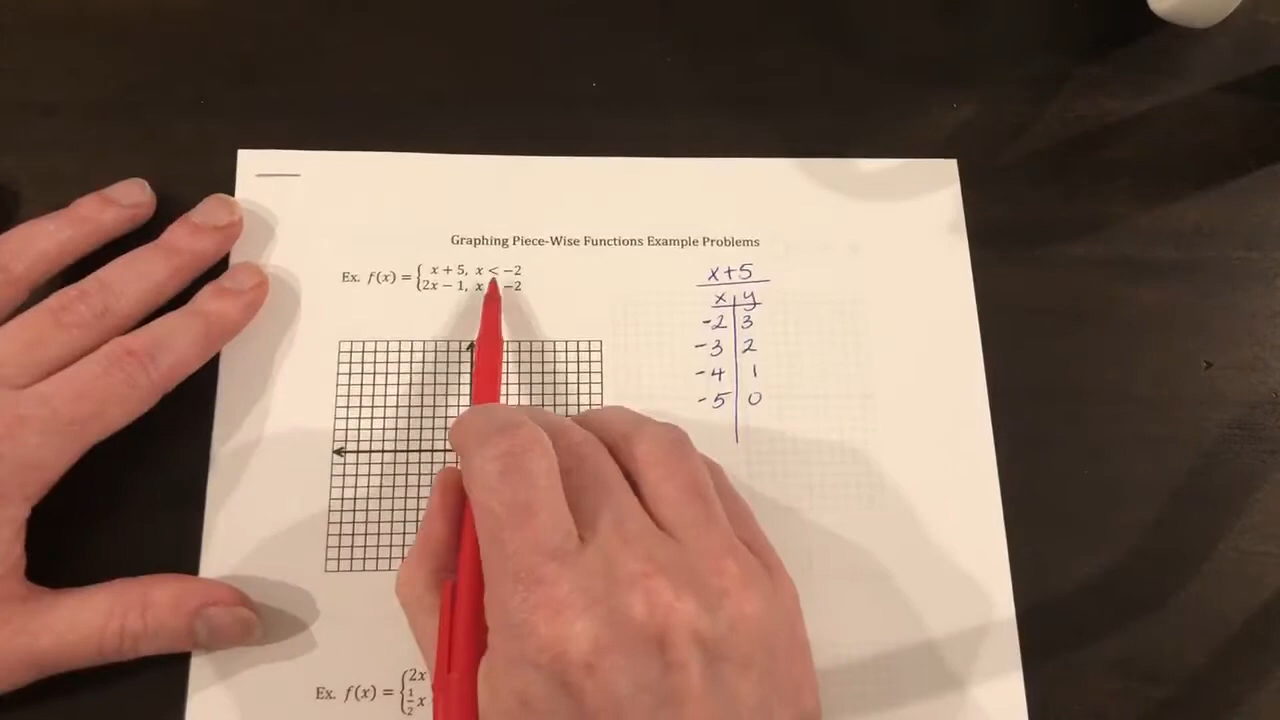 Graphing Piece-Wise Functions Example Problems
Ex. f(x) = { x + 5, x < −2
2x − 1, x −2
x+5
x y
-2 3
-3 2
-4 1
-5 0
Ex. f(x) = { 2x
1/2 x